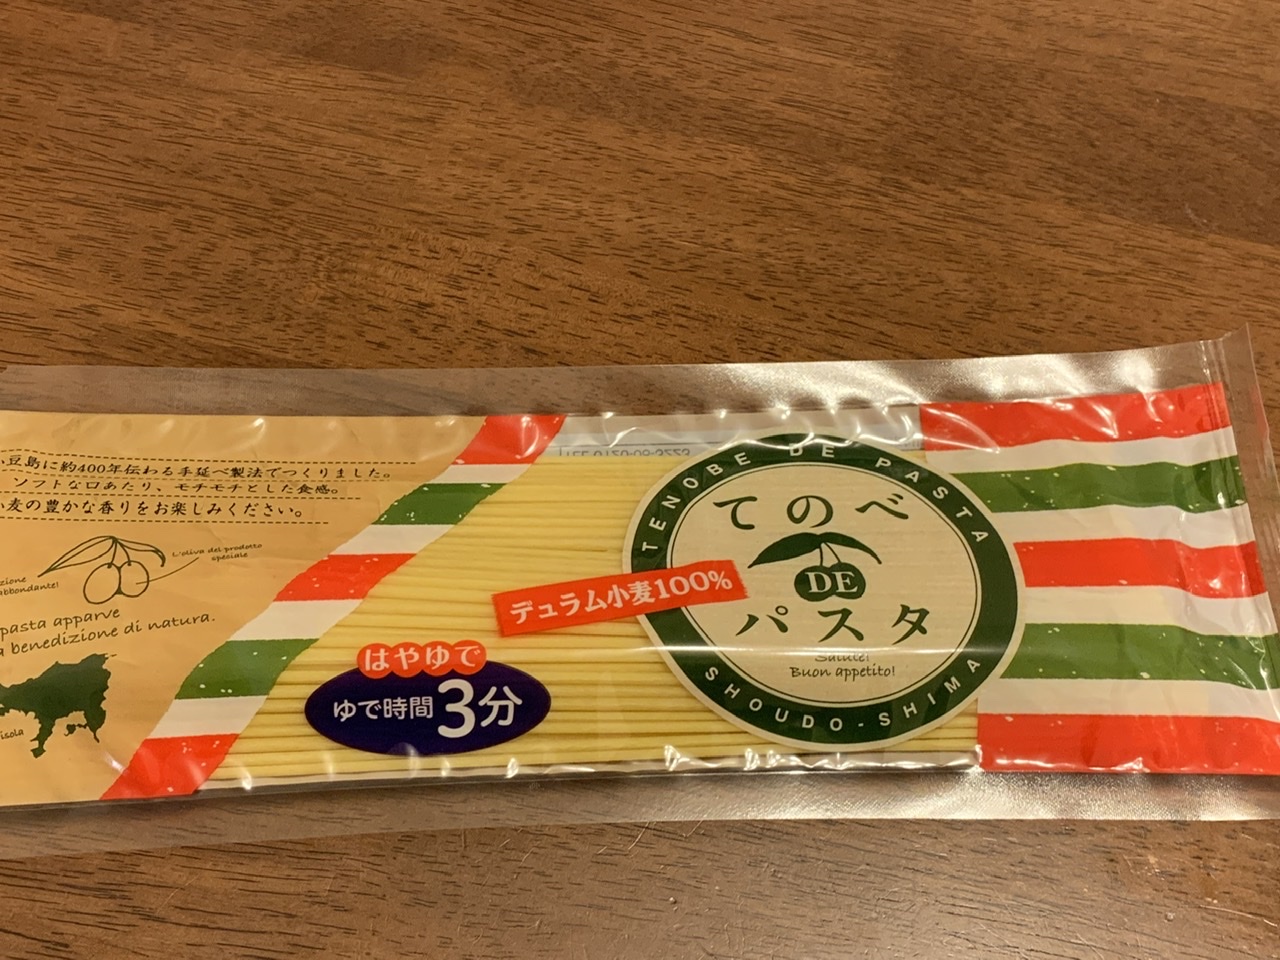 豆島に約400年伝わる手延べ製法でつくりました。
ソフトな口あたり、モチモチとした食感。
麦の豊かな香りをお楽しみください。
L'oliva del prodotto
speciale
zione
abbondante!
pasta apparve
benedizione di natura.
isola
はやゆで
ゆで時間3分
デュラム小麦100%
TENOBE DE PASTA
てのべ
DE
パスタ
Salute!
Buon appetito!
SHOUDO-SHIMA